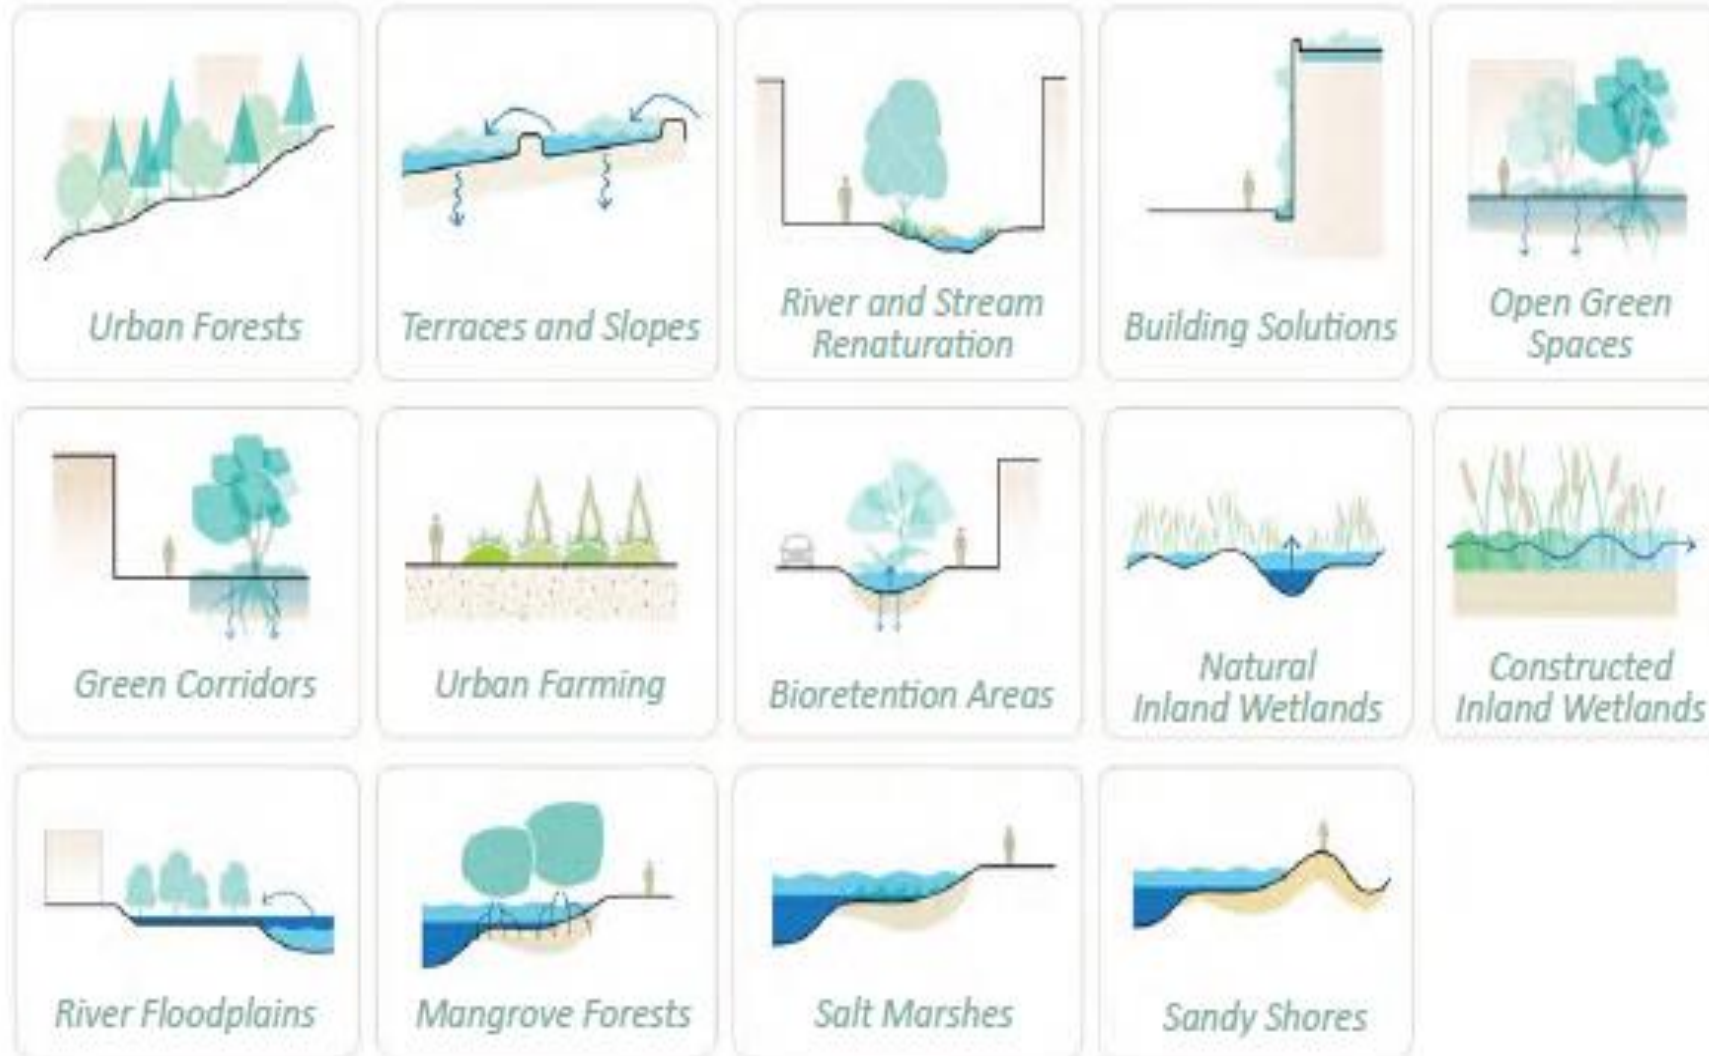 Urban Forests
Terraces and Slopes
River and Stream
Renaturation
Building Solutions
Open Green
Spaces
Green Corridors
Urban Farming
Bioretention Areas
Natural
Inland Wetlands
Constructed
Inland Wetlands
River Floodplains
Mangrove Forests
Salt Marshes
Sandy Shores